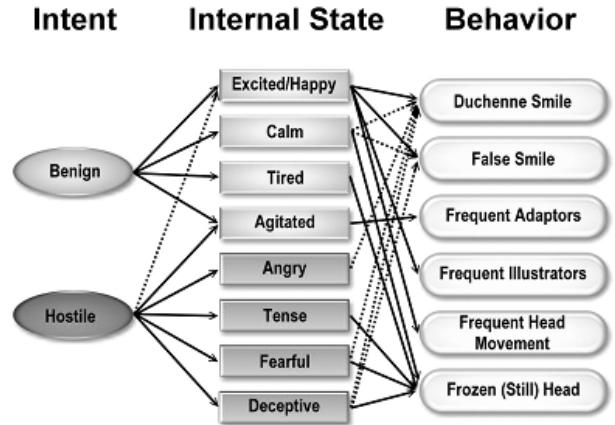 Intent
Internal State
Behavior
Benign
Hostile
Excited/Happy
Calm
Tired
Agitated
Angry
Tense
Fearful
Deceptive
Duchenne Smile
False Smile
Frequent Adaptors
Frequent Illustrators
Frequent Head
Movement
Frozen (Still) Head